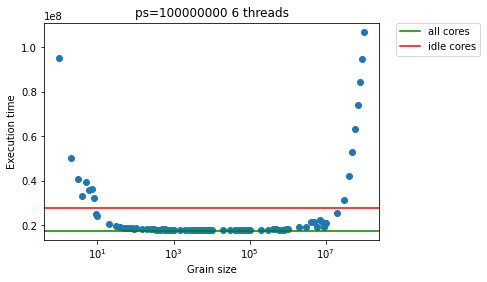 ps=100000000 6 threads
1e8
all cores
idle cores
1.0
0.8
0.6
0.4
0.2
Execution time
10¹
10³
10⁵
10⁷
Grain size